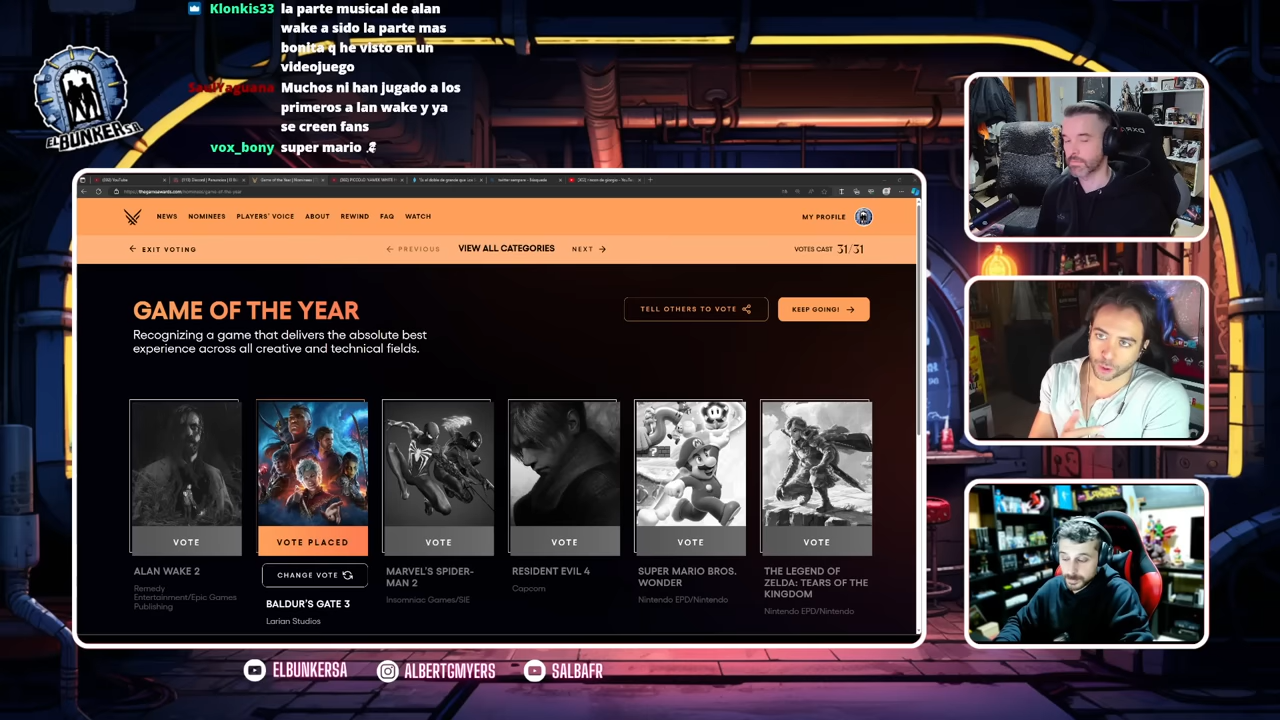 Klonkis33 la parte musical de alan
wake a sido la parte mas
bonita q he visto en un
videojuego
SaulYaguana Muchos ni han jugado a los
primeros a lan wake y ya
se creen fans
vox_bony super mario
ELBUNKERSA
NEWS NOMINEES PLAYERS' VOICE ABOUT REWIND FAQ WATCH
MY PROFILE
EXIT VOTING
PREVIOUS VIEW ALL CATEGORIES NEXT
VOTES CAST 31/31
GAME OF THE YEAR
Recognizing a game that delivers the absolute best
experience across all creative and technical fields.
TELL OTHERS TO VOTE
KEEP GOING!
VOTE
VOTE PLACED
VOTE
VOTE
VOTE
VOTE
ALAN WAKE 2
Remedy
Entertainment/Epic Games
Publishing
CHANGE VOTE
BALDUR'S GATE 3
Larian Studios
MARVEL'S SPIDER-
MAN 2
Insomniac Games/SIE
RESIDENT EVIL 4
Capcom
SUPER MARIO BROS.
WONDER
Nintendo EPD/Nintendo
THE LEGEND OF
ZELDA: TEARS OF THE
KINGDOM
Nintendo EPD/Nintendo
ELBUNKERSA
ALBERTGMYERS
SALBAFR